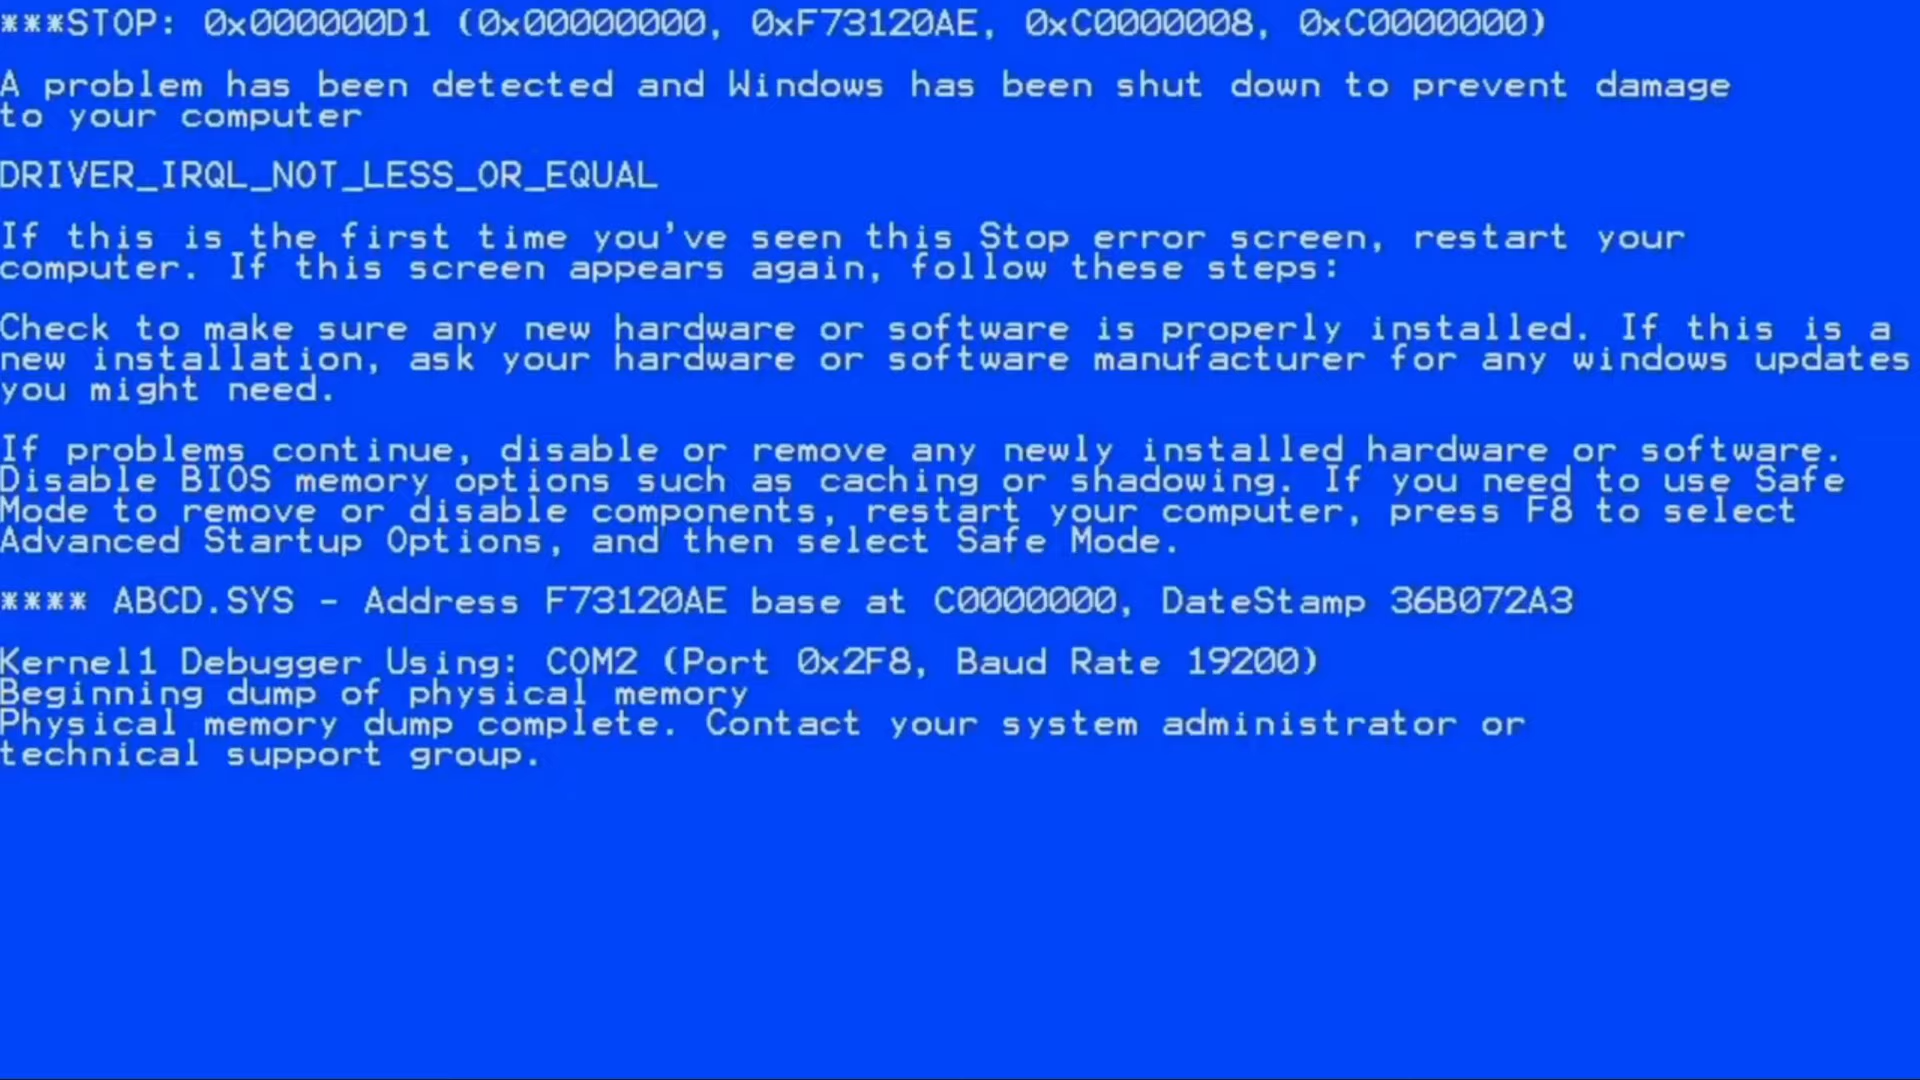 ***STOP: 0x000000D1 (0x00000000, 0xF73120AE, 0xC0000008, 0xC0000000)
A problem has been detected and Windows has been shut down to prevent damage
to your computer
DRIVER_IRQL_NOT_LESS_OR_EQUAL
If this is the first time you've seen this Stop error screen, restart your
computer. If this screen appears again, follow these steps:
Check to make sure any new hardware or software is properly installed. If this is a
new installation, ask your hardware or software manufacturer for any windows updates
you might need.
If problems continue, disable or remove any newly installed hardware or software.
Disable BIOS memory options such as caching or shadowing. If you need to use Safe
Mode to remove or disable components, restart your computer, press F8 to select
Advanced Startup Options, and then select Safe Mode.
**** ABCD.SYS - Address F73120AE base at C0000000, DateStamp 36B072A3
Kernel1 Debugger Using: COM2 (Port 0x2F8, Baud Rate 19200)
Beginning dump of physical memory
Physical memory dump complete. Contact your system administrator or
technical support group.